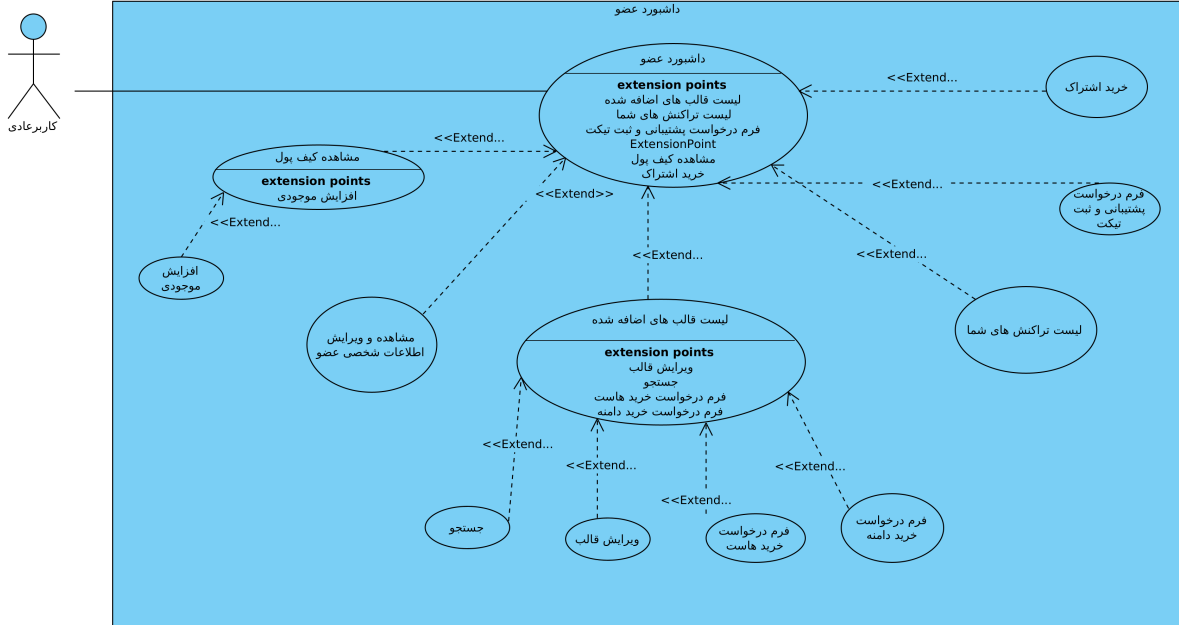 داشبورد عضو
کاربرعادی
داشبورد عضو
extension points
لیست قالب های اضافه شده
لیست تراکنش های شما
فرم درخواست پشتیبانی و ثبت تیکت
ExtensionPoint
مشاهده کیف پول
خرید اشتراک
<<Extend...
خرید اشتراک
<<Extend...
مشاهده کیف پول
extension points
افزایش موجودی
<<Extend>>
<<Extend...
فرم درخواست
پشتیبانی و ثبت
تیکت
<<Extend...
افزایش
موجودی
<<Extend...
<<Extend...
مشاهده و ویرایش
اطلاعات شخصی عضو
لیست تراکنش های شما
لیست قالب های اضافه شده
extension points
ویرایش قالب
جستجو
فرم درخواست خرید هاست
فرم درخواست خرید دامنه
<<Extend...
<<Extend...
<<Extend...
<<Extend...
جستجو
ویرایش قالب
فرم درخواست
خرید هاست
فرم درخواست
خرید دامنه